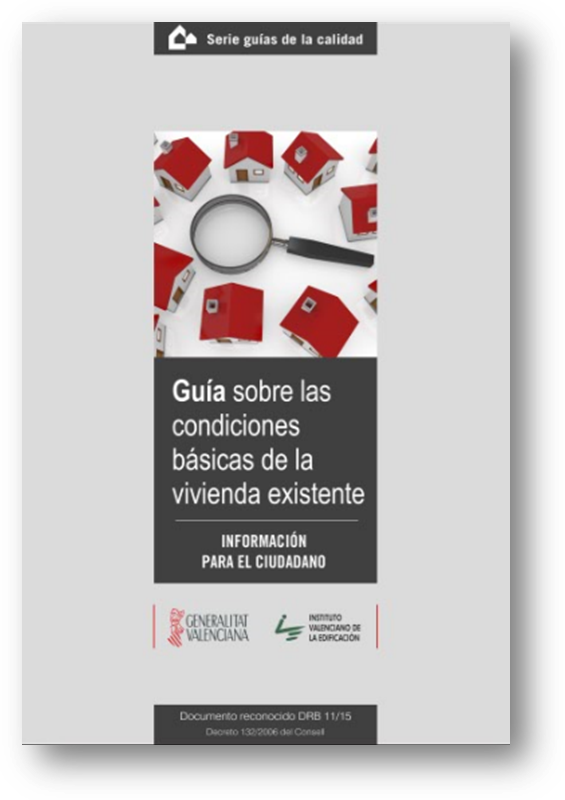 Serie guías de la calidad
Guía sobre las
condiciones
básicas de la
vivienda existente
INFORMACIÓN
PARA EL CIUDADANO
GENERALITAT
VALENCIANA
INSTITUTO
VALENCIANO DE
LA EDIFICACIÓN
Documento reconocido DRB 11/15
Decreto 132/2006 del Consell